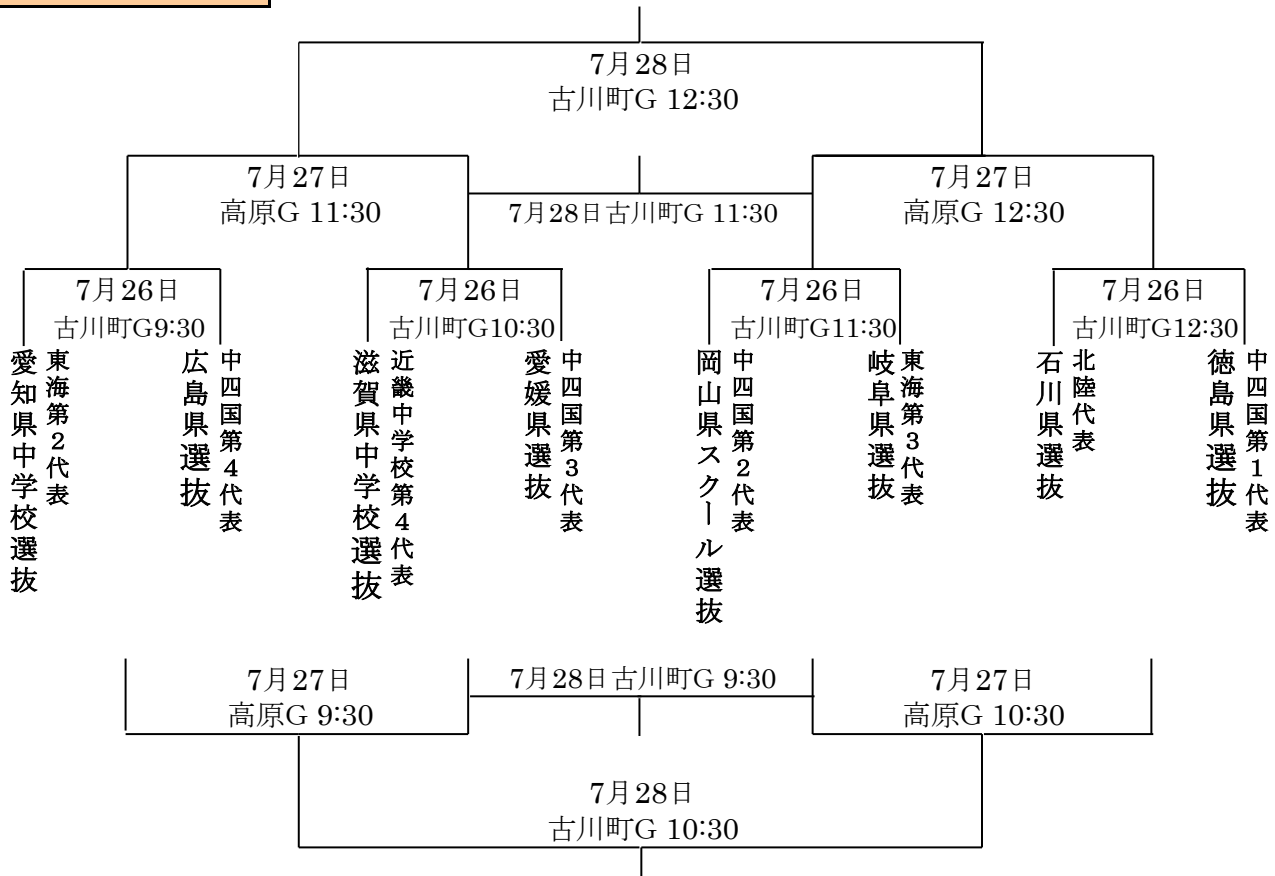 7月28日
古川町G 12:30
7月27日
高原G 11:30
7月28日古川町G 11:30
7月27日
高原G 12:30
7月26日
古川町G9:30
7月26日
古川町G10:30
7月26日
古川町G11:30
7月26日
古川町G12:30
東海第2代表
愛知県中学校選抜
中四国第4代表
広島県選抜
近畿中学校第4代表
滋賀県中学校選抜
中四国第3代表
愛媛県選抜
中四国第2代表
岡山県スクール選抜
東海第3代表
岐阜県選抜
北陸代表
石川県選抜
中四国第1代表
徳島県選抜
7月27日
高原G 9:30
7月28日古川町G 9:30
7月27日
高原G 10:30
7月28日
古川町G 10:30